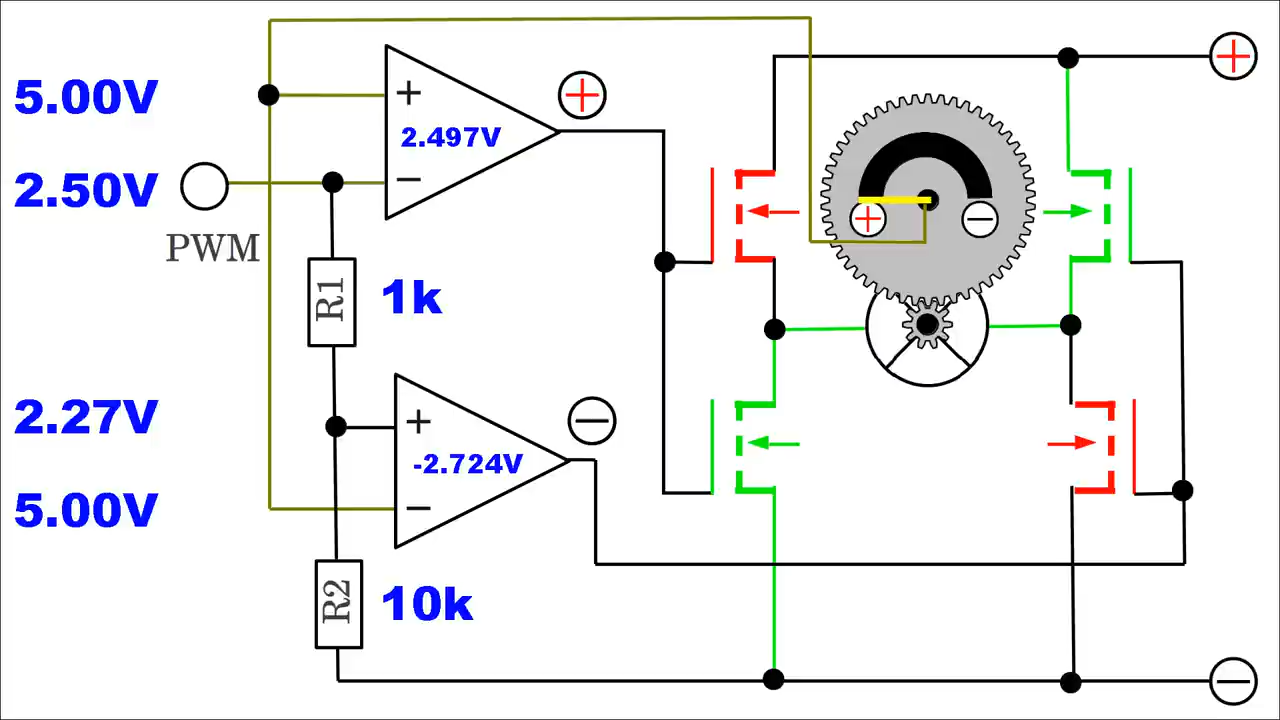 5.00V
+
2.497V
+
+
2.50V
−
PWM
+
−
R1
1k
2.27V
+
−
-2.724V
5.00V
−
R2
10k
−